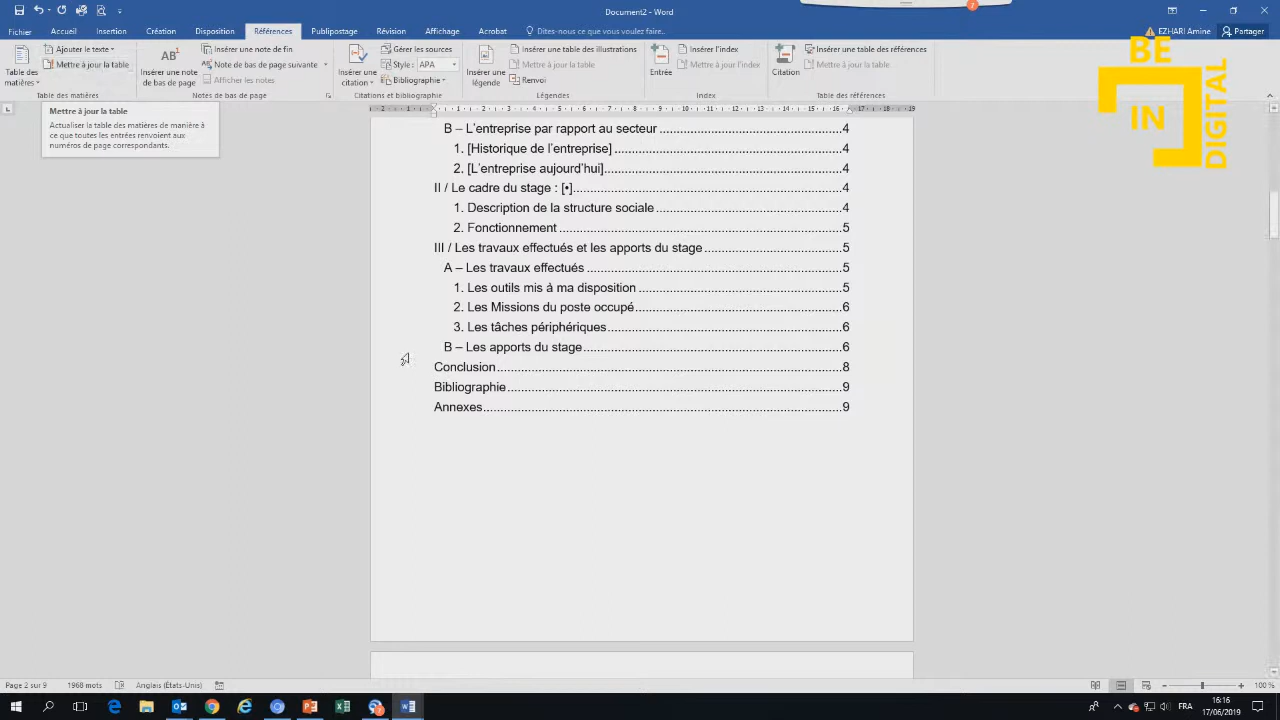 Document2 - Word
7
EZHARI Amine
Partager
Fichier Accueil Insertion Création Disposition Références Publipostage Révision Affichage Acrobat Dites-nous ce que vous voulez faire..
Table des matières
Ajouter le texte
Mettre à jour la table
Table des matières
AB¹
Insérer une note de bas de page
Insérer une note de fin
Note de bas de page suivante
Afficher les notes
Notes de bas de page
Insérer une citation
Gérer les sources
Style: APA
Bibliographie
Citations et bibliographie
Insérer une légende
Insérer une table des illustrations
Mettre à jour la table
Renvoi
Légendes
Entrée
Insérer l'index
Mettre à jour l'index
Index
Citation
Insérer une table des références
Mettre à jour la table
Table des références
BE
IN
DIGITAL
Mettre à jour la table
Actualiser la table des matières de manière à
ce que toutes les entrées renvoient aux
numéros de page correspondants.
B – L'entreprise par rapport au secteur ... 4
1. [Historique de l'entreprise] ... 4
2. [L'entreprise aujourd'hui] ... 4
II / Le cadre du stage : [•] ... 4
1. Description de la structure sociale ... 4
2. Fonctionnement ... 5
III / Les travaux effectués et les apports du stage ... 5
A – Les travaux effectués ... 5
1. Les outils mis à ma disposition ... 5
2. Les Missions du poste occupé ... 6
3. Les tâches périphériques ... 6
B – Les apports du stage ... 6
Conclusion ... 8
Bibliographie ... 9
Annexes ... 9
Page 2 sur 9 1968 mots Anglais (États-Unis) 100 %
FRA
16:16
17/06/2019